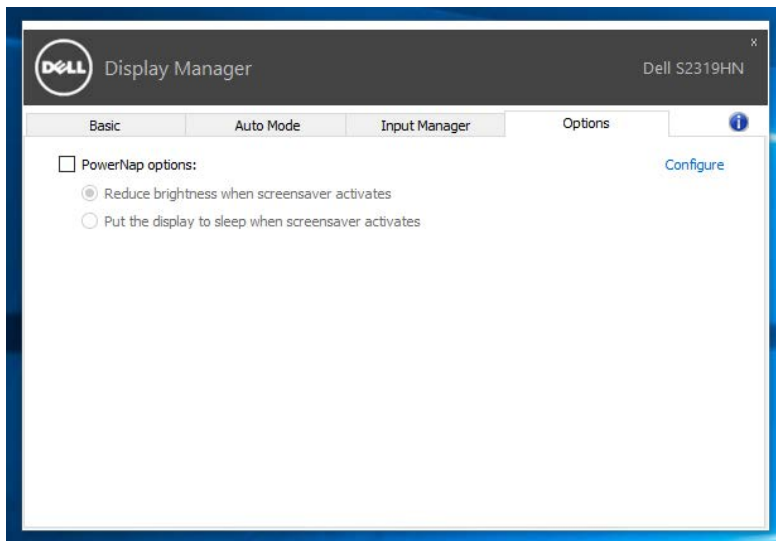 DELL Display Manager
x
Dell S2319HN
Basic Auto Mode Input Manager Options i
PowerNap options: Configure
Reduce brightness when screensaver activates
Put the display to sleep when screensaver activates